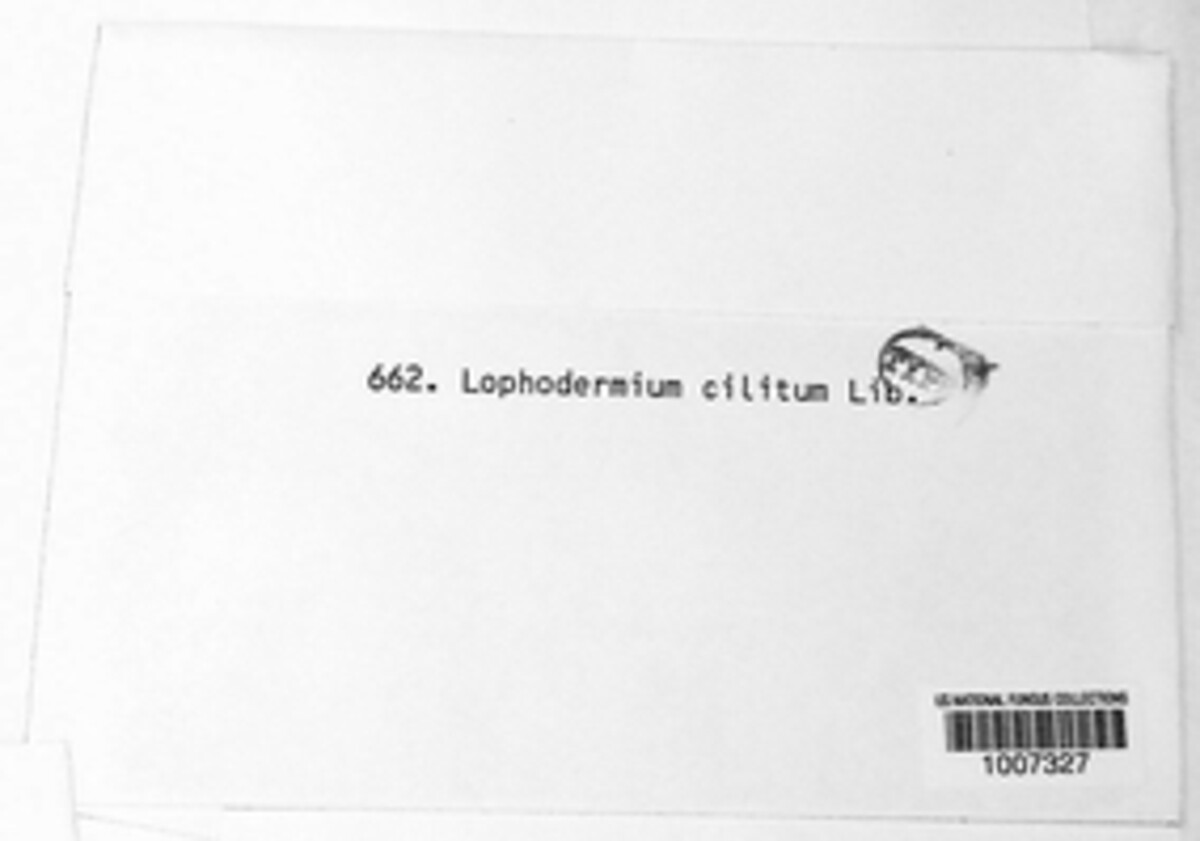 662. Lophodermium cilitum Lib.
US NATIONAL FUNGUS COLLECTIONS
1007327